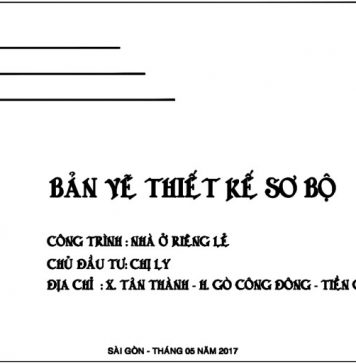 BẢN VẼ THIẾT KẾ SƠ BỘ
CÔNG TRÌNH : NHÀ Ở RIÊNG LẺ
CHỦ ĐẦU TƯ: CHỊ LY
ĐỊA CHỈ : X. TÂN THÀNH - H. GÒ CÔNG ĐÔNG - TIỀN
SÀI GÒN - THÁNG 05 NĂM 2017